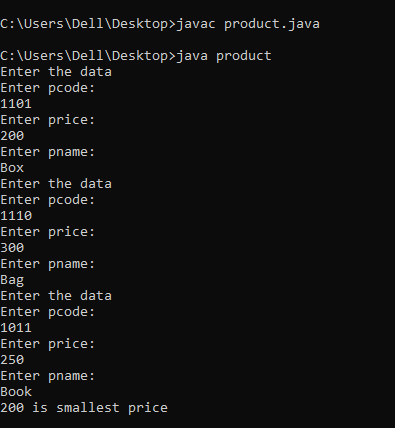 C:\Users\Dell\Desktop>javac product.java
C:\Users\Dell\Desktop>java product
Enter the data
Enter pcode:
1101
Enter price:
200
Enter pname:
Box
Enter the data
Enter pcode:
1110
Enter price:
300
Enter pname:
Bag
Enter the data
Enter pcode:
1011
Enter price:
250
Enter pname:
Book
200 is smallest price